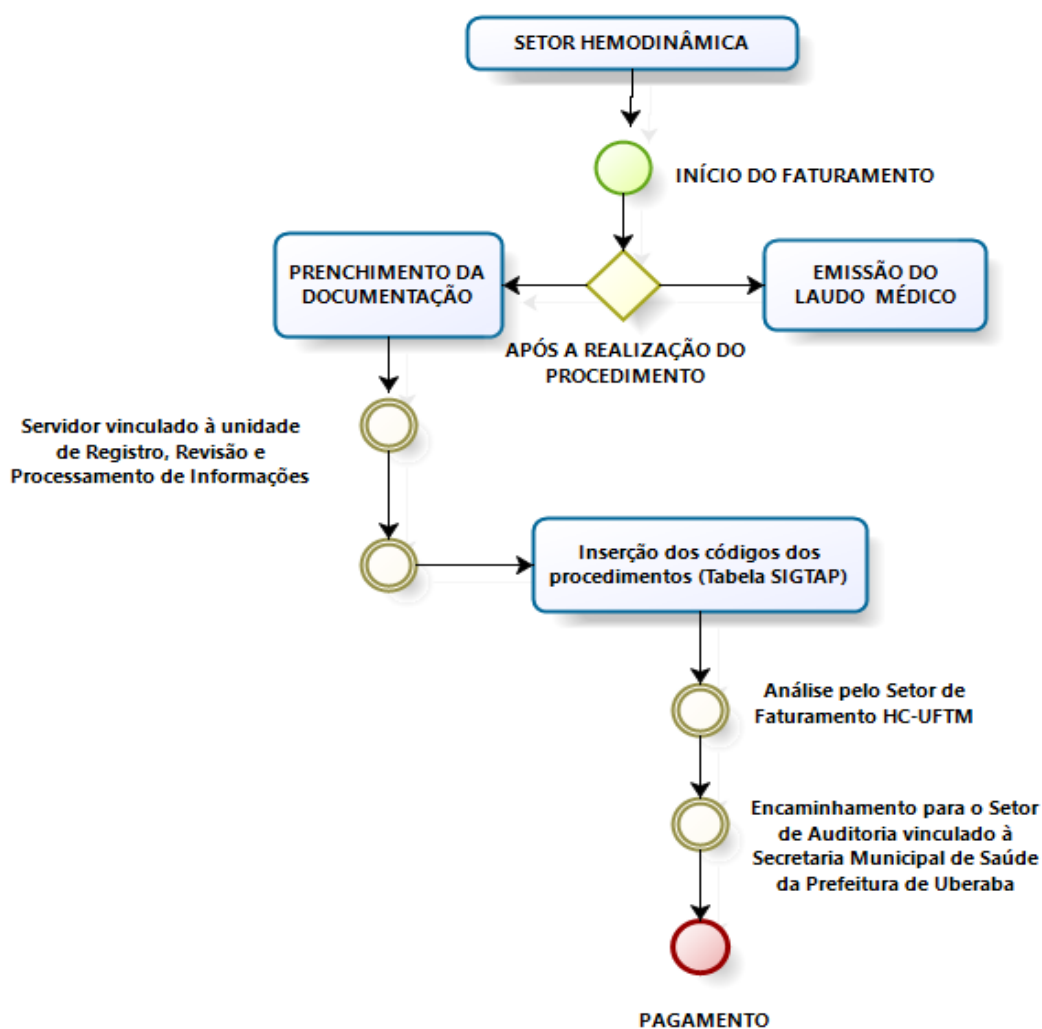 SETOR HEMODINÂMICA
INÍCIO DO FATURAMENTO
PRENCHIMENTO DA
DOCUMENTAÇÃO
EMISSÃO DO
LAUDO MÉDICO
APÓS A REALIZAÇÃO DO
PROCEDIMENTO
Servidor vinculado à unidade
de Registro, Revisão e
Processamento de Informações
Inserção dos códigos dos
procedimentos (Tabela SIGTAP)
Análise pelo Setor de
Faturamento HC-UFTM
Encaminhamento para o Setor
de Auditoria vinculado à
Secretaria Municipal de Saúde
da Prefeitura de Uberaba
PAGAMENTO